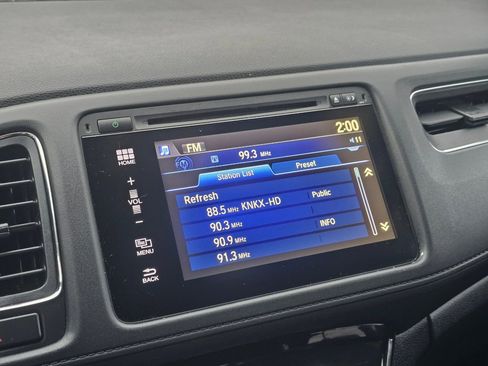 FM
2:00
99.3 MHz
11
Station List Preset
Refresh
88.5 MHz KNKX-HD Public
90.3 MHz
90.9 MHz INFO
91.3 MHz
HOME
+
VOL
−
MENU
BACK